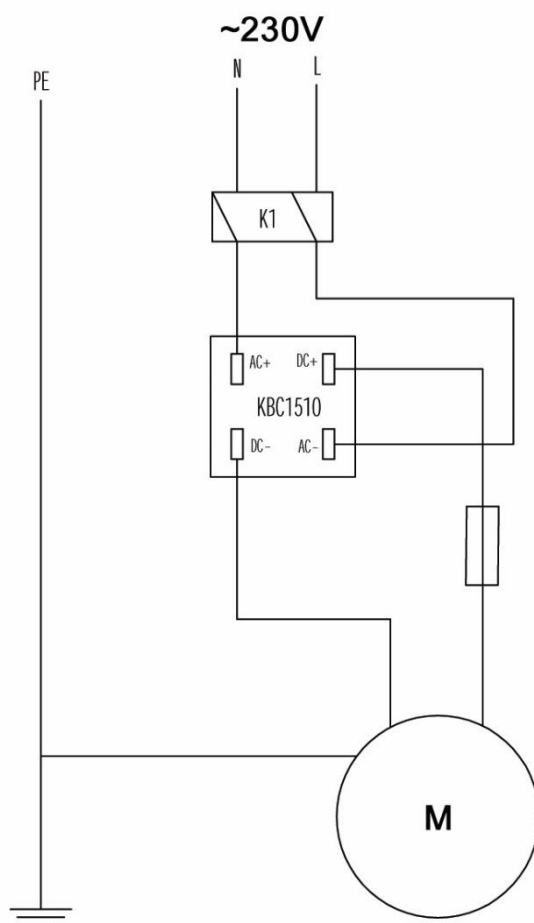 ~230V
PE
N
L
K1
AC+
DC+
KBC1510
DC-
AC-
M